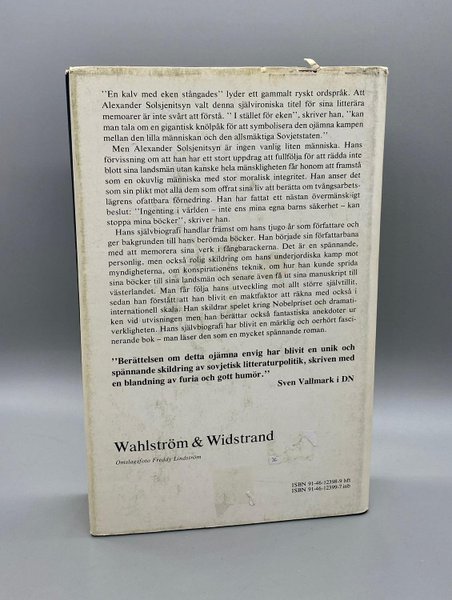 "En kalv med eken stångades" lyder ett gammalt ryskt ordspråk. Att
Alexander Solsjenitsyn valt denna självironiska titel för sina litterära
memoarer är inte svårt att förstå. "I stället för eken", skriver han, "kan
man tala om en gigantisk knölpåk för att symbolisera den ojämna kampen
mellan den lilla människan och den allsmäktiga Sovjetstaten."
Men Alexander Solsjenitsyn är ingen vanlig liten människa. Hans
förvissning om att han har ett stort uppdrag att fullfölja för att rädda inte
blott sina landsmän utan kanske hela mänskligheten får honom att framstå
som en okuvlig människa med stor moralisk integritet. Han anser det
som sin plikt mot alla dem som offrat sina liv att berätta om tvångsarbets-
lägrens ofattbara förnedring. Han har fattat ett nästan övermänskligt
beslut: "Ingenting i världen – inte ens mina egna barns säkerhet – kan
stoppa mina böcker", skriver han.
Hans självbiografi handlar främst om hans tjugo år som författare och
ger bakgrunden till hans berömda böcker. Han började sin författarbana
med att memorera sina verk i fångbarackerna. Det är en spännande,
personlig, men också rolig skildring om hans underjordiska kamp mot
myndigheterna, om konspirationens teknik, om hur han kunde sprida
sina böcker till sina landsmän och senare även få ut sina manuskript till
västerlandet. Man får följa hans utveckling mot allt större självtillit,
sedan han förstått att han blivit en maktfaktor att räkna med också i
internationell skala. Han skildrar spelet kring Nobelpriset och dramati-
ken vid utvisningen men han berättar också fantastiska anekdoter ur
verkligheten. Hans självbiografi har blivit en märklig och oerhört fasci-
nerande bok – man läser den som en mycket spännande roman.
"Berättelsen om detta ojämna envig har blivit en unik och
spännande skildring av sovjetisk litteraturpolitik, skriven med
en blandning av furia och gott humör."
Sven Vallmark i DN
Wahlström & Widstrand
Omslagsfoto Freddy Lindström
ISBN 91-46-12398-9 hft
ISBN 91-46-12399-7 inb